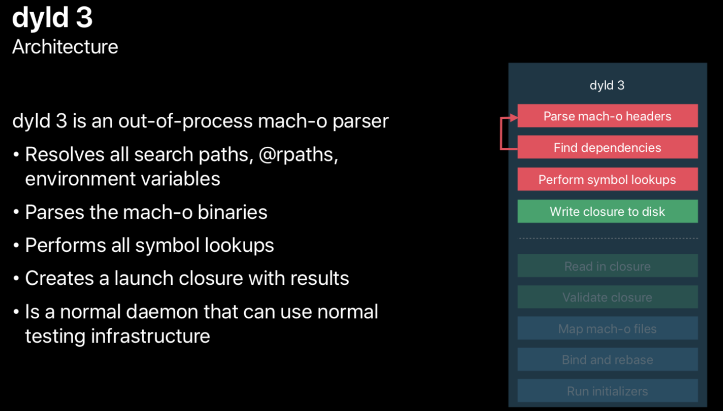 dyld 3
Architecture
dyld 3 is an out-of-process mach-o parser
• Resolves all search paths, @rpaths,
environment variables
• Parses the mach-o binaries
• Performs all symbol lookups
• Creates a launch closure with results
• Is a normal daemon that can use normal
testing infrastructure
dyld 3
Parse mach-o headers
Find dependencies
Perform symbol lookups
Write closure to disk
Read in closure
Validate closure
Map mach-o files
Bind and rebase
Run initializers